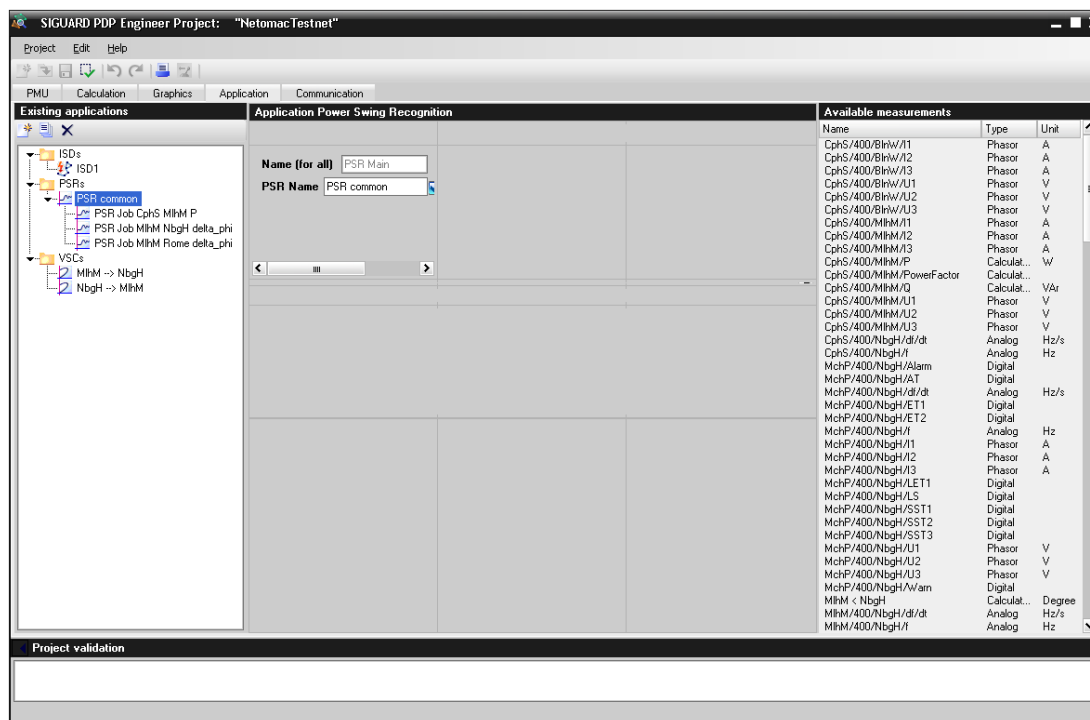 SIGUARD PDP Engineer Project: "NetomacTestnet"
Project Edit Help
PMU Calculation Graphics Application Communication
Existing applications
ISDs
ISD1
PSRs
PSR common
PSR Job CphS MlhM P
PSR Job MlhM NbgH delta_phi
PSR Job MlhM Rome delta_phi
VSCs
MlhM --> NbgH
NbgH --> MlhM
Application Power Swing Recognition
Name (for all) PSR Main
PSR Name PSR common
Available measurements
Name Type Unit
CphS/400/BlnW/I1 Phasor A
CphS/400/BlnW/I2 Phasor A
CphS/400/BlnW/I3 Phasor A
CphS/400/BlnW/U1 Phasor V
CphS/400/BlnW/U2 Phasor V
CphS/400/BlnW/U3 Phasor V
CphS/400/MlhM/I1 Phasor A
CphS/400/MlhM/I2 Phasor A
CphS/400/MlhM/I3 Phasor A
CphS/400/MlhM/P Calculat... W
CphS/400/MlhM/PowerFactor Calculat...
CphS/400/MlhM/Q Calculat... VAr
CphS/400/MlhM/U1 Phasor V
CphS/400/MlhM/U2 Phasor V
CphS/400/MlhM/U3 Phasor V
CphS/400/NbgH/df/dt Analog Hz/s
CphS/400/NbgH/f Analog Hz
MchP/400/NbgH/Alarm Digital
MchP/400/NbgH/AT Digital
MchP/400/NbgH/df/dt Analog Hz/s
MchP/400/NbgH/ET1 Digital
MchP/400/NbgH/ET2 Digital
MchP/400/NbgH/f Analog Hz
MchP/400/NbgH/I1 Phasor A
MchP/400/NbgH/I2 Phasor A
MchP/400/NbgH/I3 Phasor A
MchP/400/NbgH/LET1 Digital
MchP/400/NbgH/LS Digital
MchP/400/NbgH/SST1 Digital
MchP/400/NbgH/SST2 Digital
MchP/400/NbgH/SST3 Digital
MchP/400/NbgH/U1 Phasor V
MchP/400/NbgH/U2 Phasor V
MchP/400/NbgH/U3 Phasor V
MchP/400/NbgH/Warn Digital
MlhM < NbgH Calculat... Degree
MlhM/400/NbgH/df/dt Analog Hz/s
MlhM/400/NbgH/f Analog Hz
Project validation